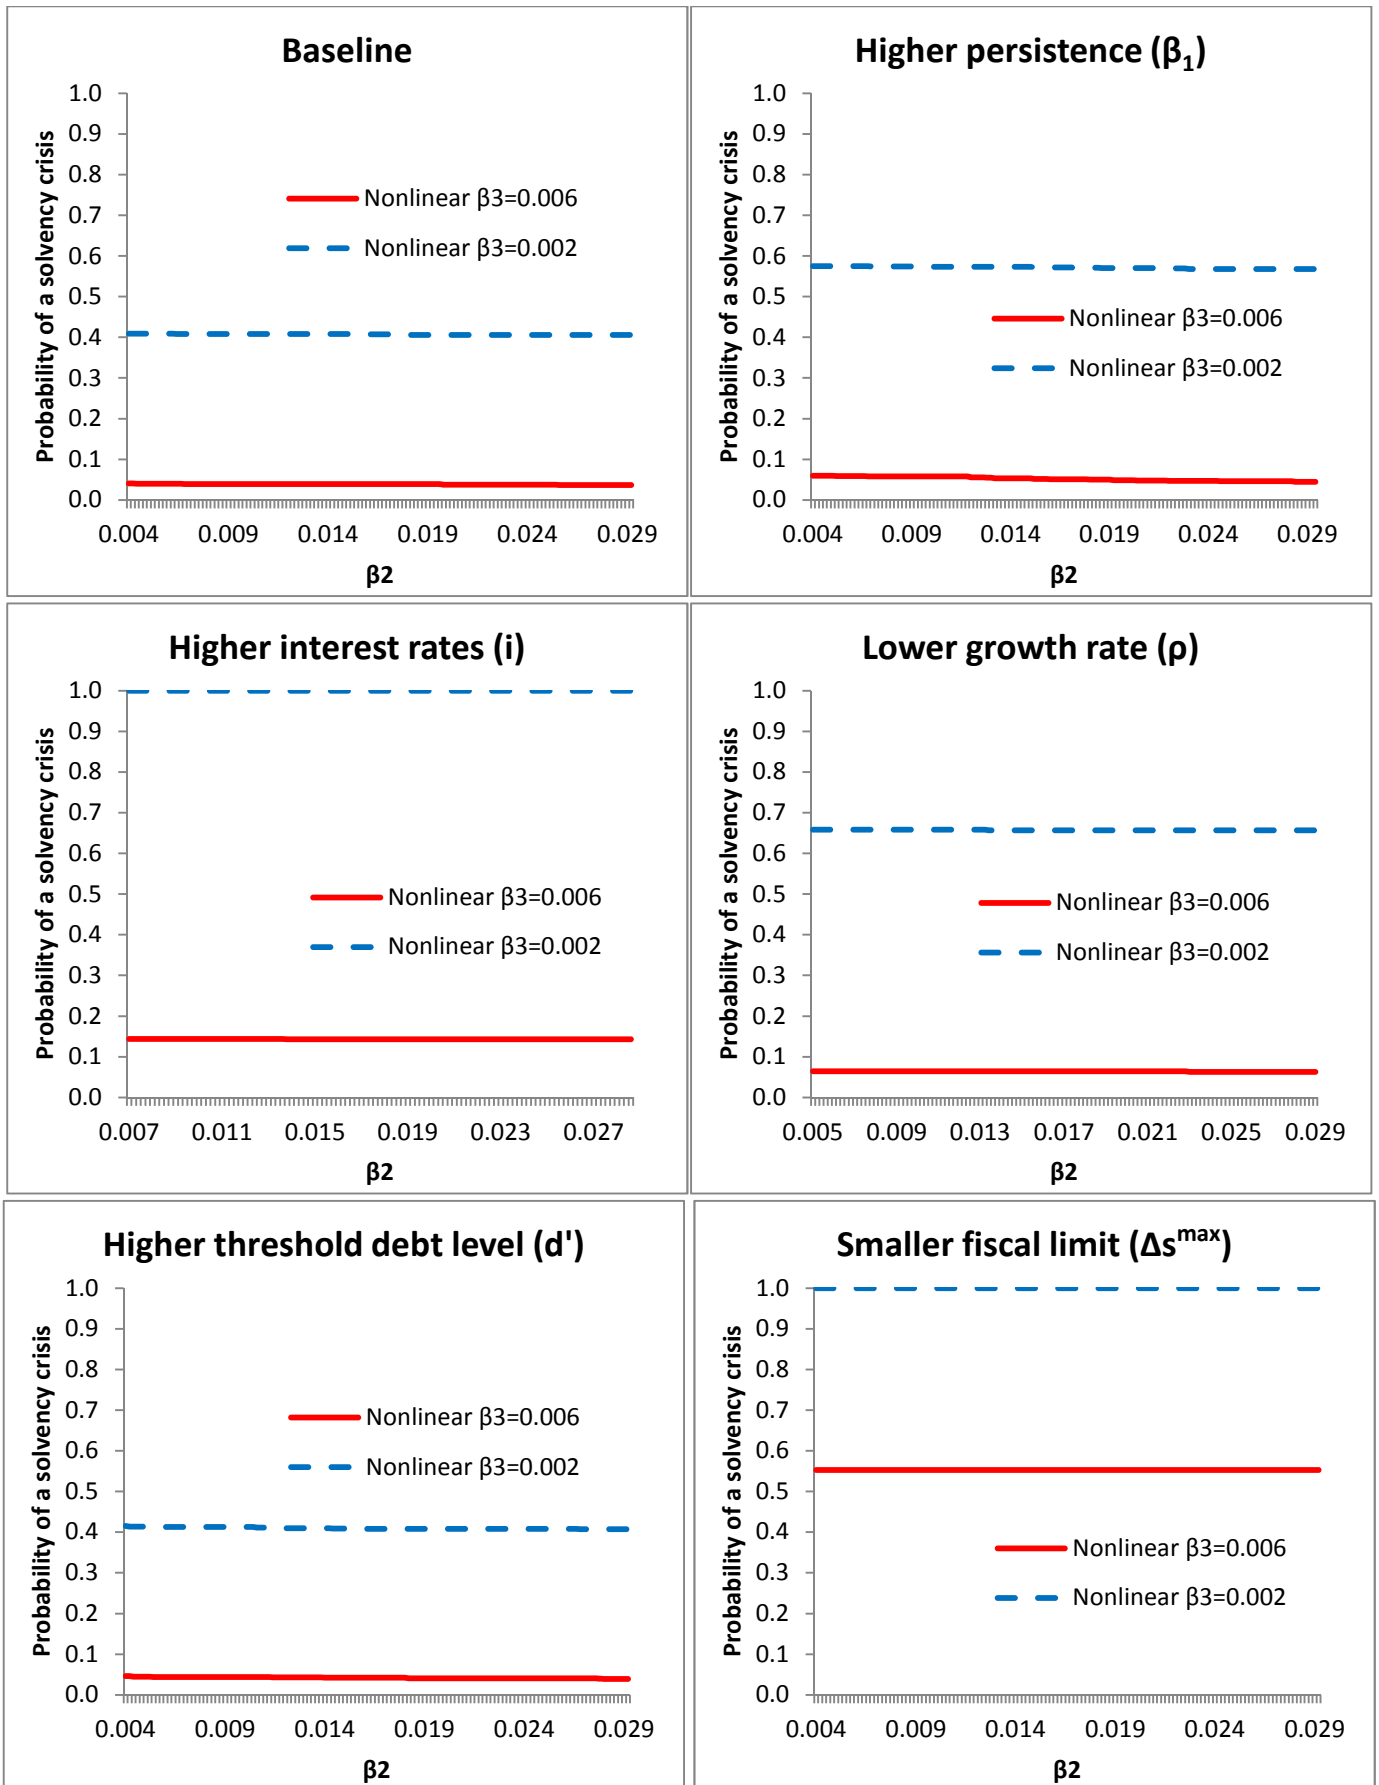 Baseline
Probability of a solvency crisis
1.0
0.9
0.8
0.7
0.6
0.5
0.4
0.3
0.2
0.1
0.0
Nonlinear β3=0.006
Nonlinear β3=0.002
0.004 0.009 0.014 0.019 0.024 0.029
β2
Higher persistence (β₁)
Probability of a solvency crisis
1.0
0.9
0.8
0.7
0.6
0.5
0.4
0.3
0.2
0.1
0.0
Nonlinear β3=0.006
Nonlinear β3=0.002
0.004 0.009 0.014 0.019 0.024 0.029
β2
Higher interest rates (i)
Probability of a solvency crisis
1.0
0.9
0.8
0.7
0.6
0.5
0.4
0.3
0.2
0.1
0.0
Nonlinear β3=0.006
Nonlinear β3=0.002
0.007 0.011 0.015 0.019 0.023 0.027
β2
Lower growth rate (ρ)
Probability of a solvency crisis
1.0
0.9
0.8
0.7
0.6
0.5
0.4
0.3
0.2
0.1
0.0
Nonlinear β3=0.006
Nonlinear β3=0.002
0.005 0.009 0.013 0.017 0.021 0.025 0.029
β2
Higher threshold debt level (d')
Probability of a solvency crisis
1.0
0.9
0.8
0.7
0.6
0.5
0.4
0.3
0.2
0.1
0.0
Nonlinear β3=0.006
Nonlinear β3=0.002
0.004 0.009 0.014 0.019 0.024 0.029
β2
Smaller fiscal limit (Δsᵐᵃˣ)
Probability of a solvency crisis
1.0
0.9
0.8
0.7
0.6
0.5
0.4
0.3
0.2
0.1
0.0
Nonlinear β3=0.006
Nonlinear β3=0.002
0.004 0.009 0.014 0.019 0.024 0.029
β2